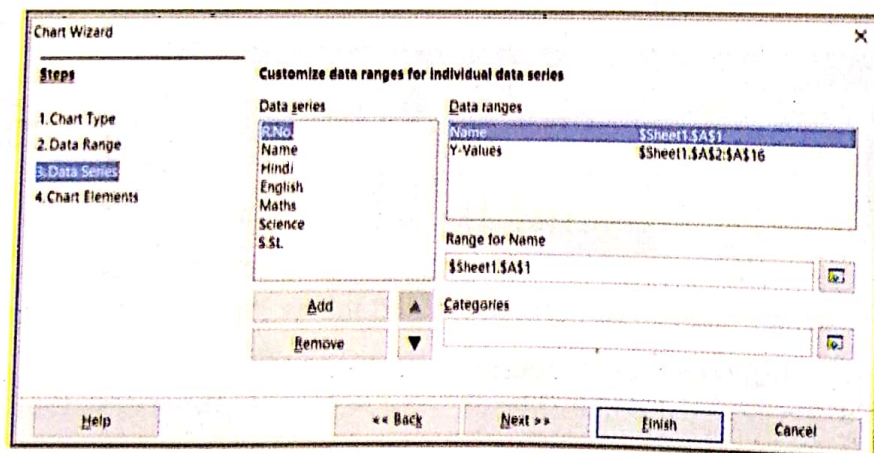 Chart Wizard
Steps
1. Chart Type
2. Data Range
3. Data Series
4. Chart Elements
Customize data ranges for individual data series
Data series
R.No.
Name
Hindi
English
Maths
Science
S.St.
Add
Remove
Data ranges
Name $Sheet1.$A$1
Y-Values $Sheet1.$A$2:$A$16
Range for Name
$Sheet1.$A$1
Categories
Help
<< Back
Next >>
Finish
Cancel